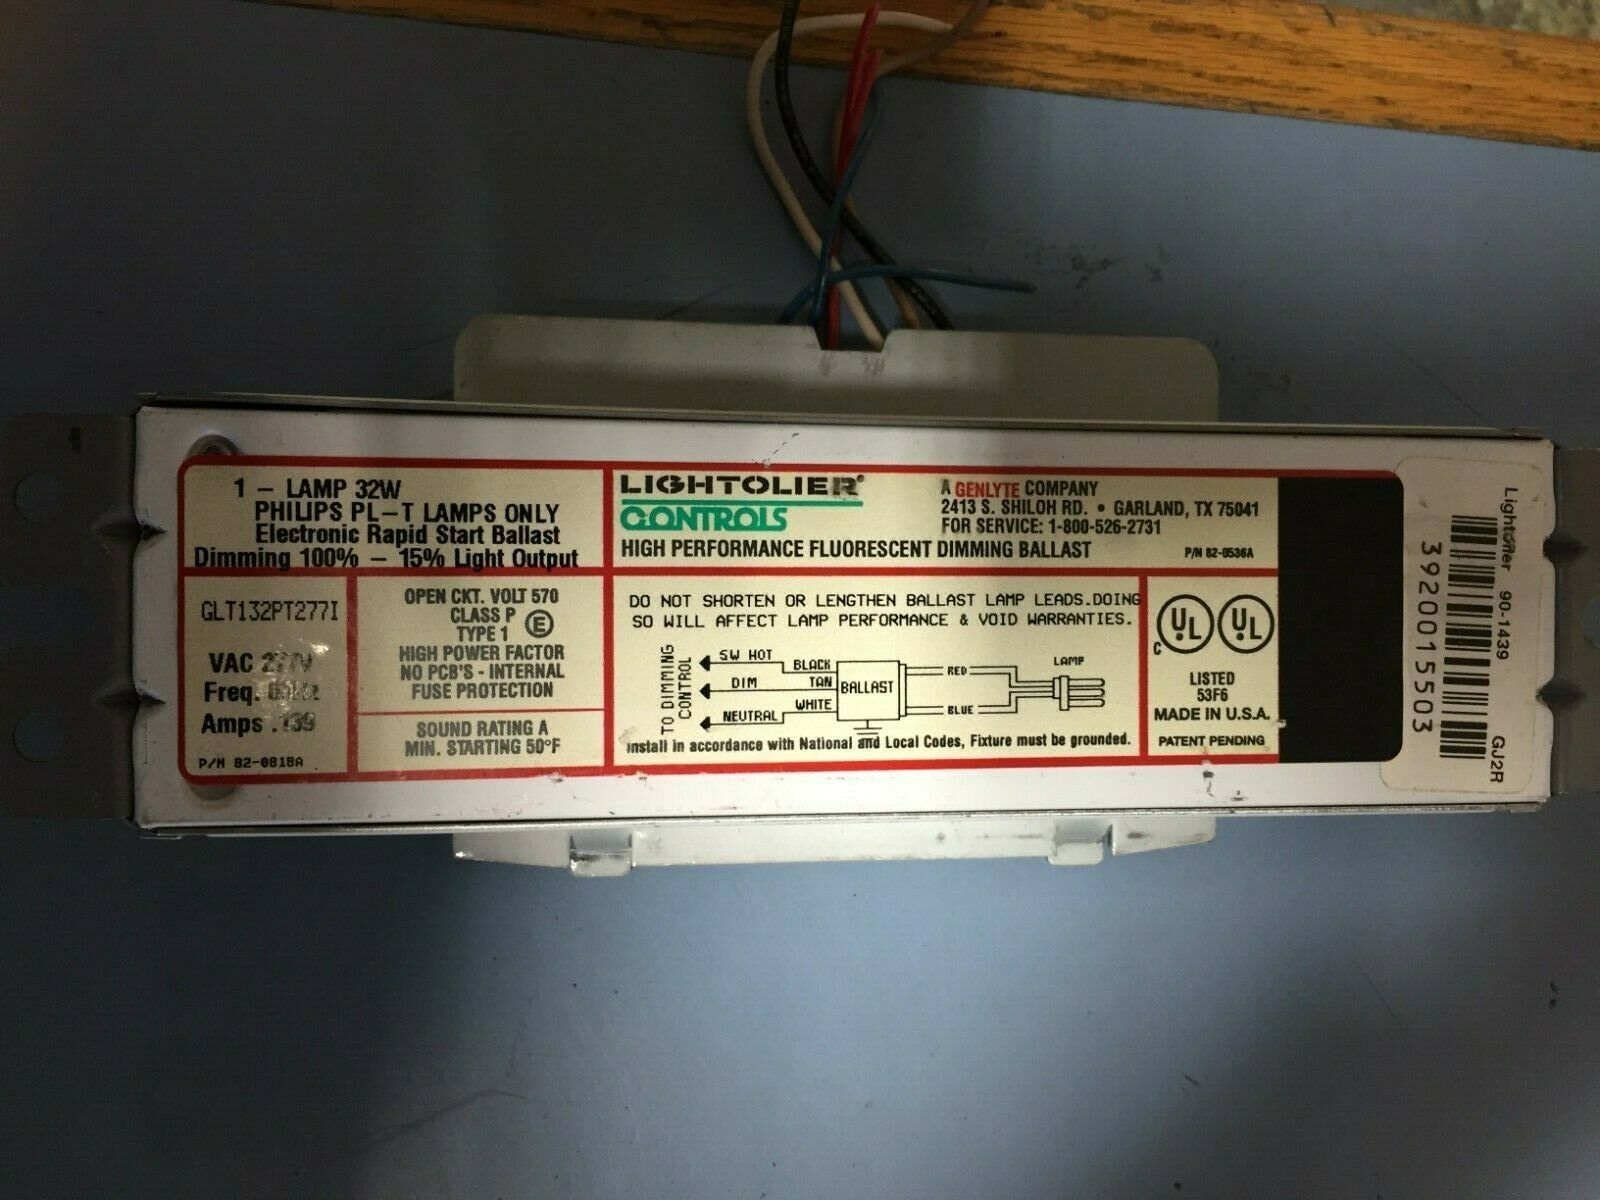 1 – LAMP 32W
PHILIPS PL–T LAMPS ONLY
Electronic Rapid Start Ballast
Dimming 100% – 15% Light Output
GLT132PT277I
VAC 277V
Freq. 60Hz
Amps .139
P/N 82-0818A
OPEN CKT. VOLT 570
CLASS P
TYPE 1
E
HIGH POWER FACTOR
NO PCB'S - INTERNAL
FUSE PROTECTION
SOUND RATING A
MIN. STARTING 50°F
LIGHTOLIER®
CONTROLS
A GENLYTE COMPANY
2413 S. SHILOH RD. • GARLAND, TX 75041
FOR SERVICE: 1-800-526-2731
HIGH PERFORMANCE FLUORESCENT DIMMING BALLAST
P/N 82-0536A
DO NOT SHORTEN OR LENGTHEN BALLAST LAMP LEADS.DOING
SO WILL AFFECT LAMP PERFORMANCE & VOID WARRANTIES.
TO DIMMING
CONTROL
SW HOT
BLACK
DIM
TAN
NEUTRAL
WHITE
BALLAST
RED
BLUE
LAMP
Install in accordance with National and Local Codes, Fixture must be grounded.
UL
C
UL
LISTED
53F6
MADE IN U.S.A.
PATENT PENDING
Lightolier 90-1439 GJ2R
3920015503